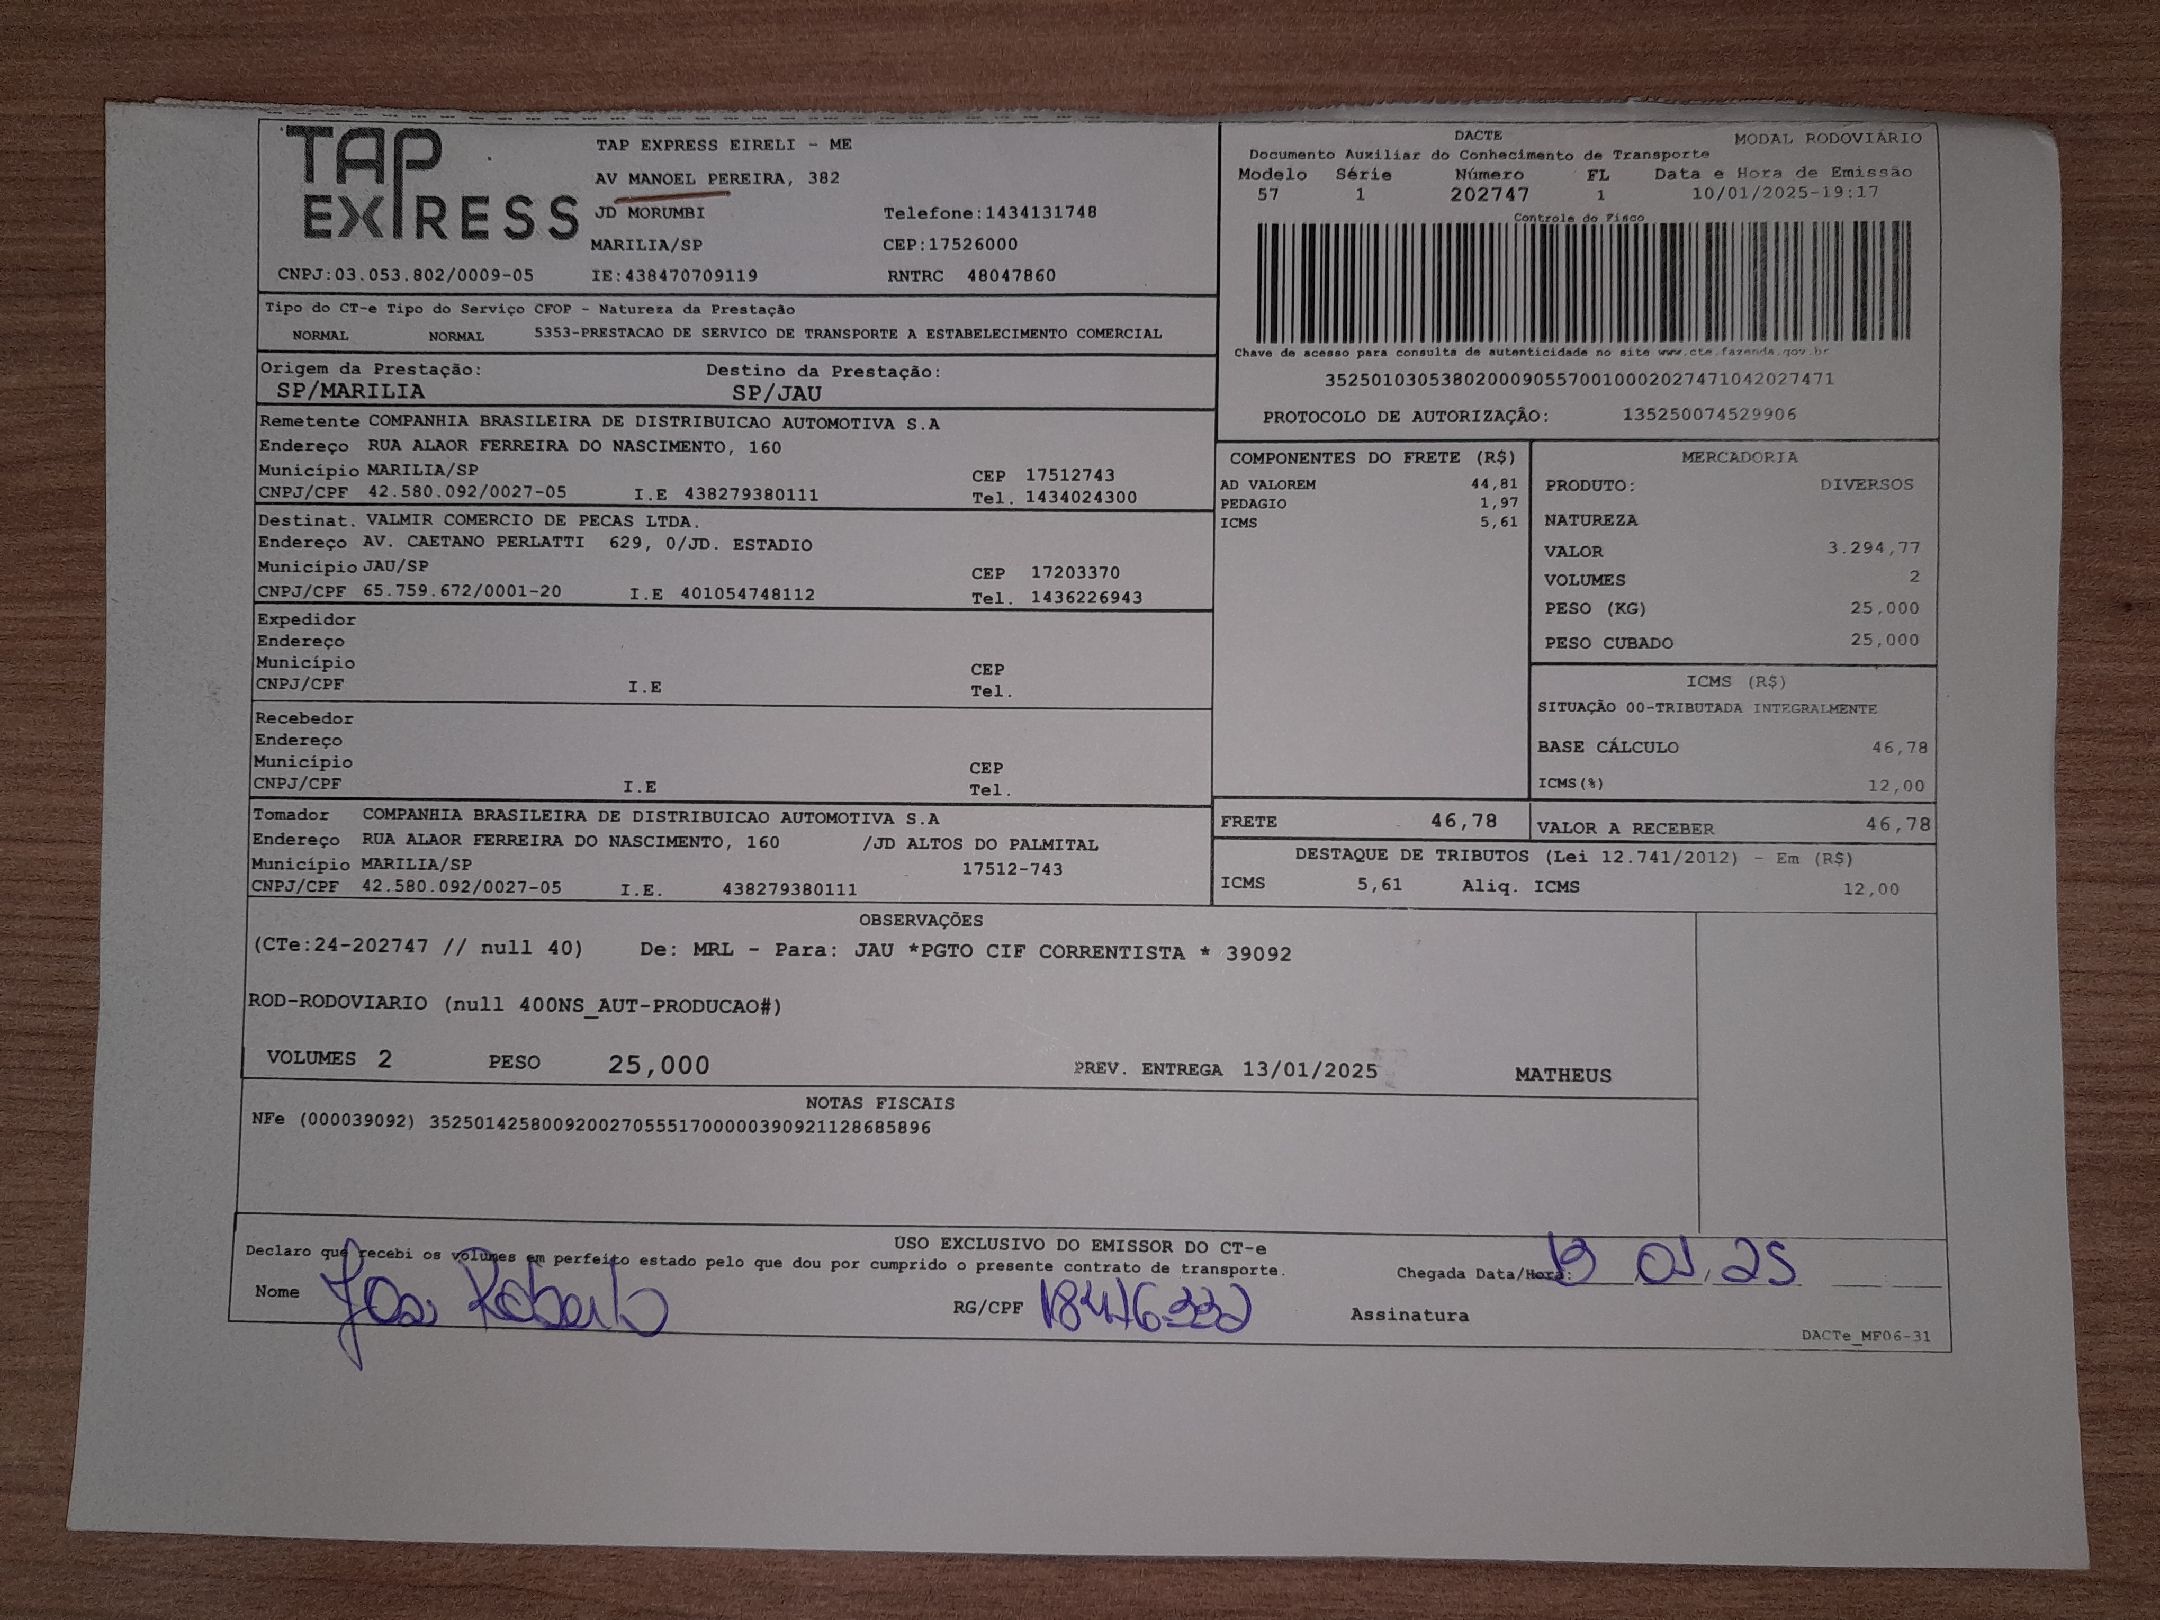 TAP EXPRESS
TAP EXPRESS EIRELI - ME
AV MANOEL PEREIRA, 382
JD MORUMBI Telefone:1434131748
MARILIA/SP CEP:17526000
CNPJ:03.053.802/0009-05 IE:438470709119 RNTRC 48047860
DACTE MODAL RODOVIÁRIO
Documento Auxiliar do Conhecimento de Transporte
Modelo Série Número FL Data e Hora de Emissão
57 1 202747 1 10/01/2025-19:17
Controle do Fisco
Chave de acesso para consulta de autenticidade no site www.cte.fazenda.gov.br
35250103053802000905570010002027471042027471
PROTOCOLO DE AUTORIZAÇÃO: 135250074529906
Tipo do CT-e Tipo do Serviço CFOP - Natureza da Prestação
NORMAL NORMAL 5353-PRESTACAO DE SERVICO DE TRANSPORTE A ESTABELECIMENTO COMERCIAL
Origem da Prestação: Destino da Prestação:
SP/MARILIA SP/JAU
Remetente COMPANHIA BRASILEIRA DE DISTRIBUICAO AUTOMOTIVA S.A
Endereço RUA ALAOR FERREIRA DO NASCIMENTO, 160
Município MARILIA/SP CEP 17512743
CNPJ/CPF 42.580.092/0027-05 I.E 438279380111 Tel. 1434024300
Destinat. VALMIR COMERCIO DE PECAS LTDA.
Endereço AV. CAETANO PERLATTI 629, 0/JD. ESTADIO
Município JAU/SP CEP 17203370
CNPJ/CPF 65.759.672/0001-20 I.E 401054748112 Tel. 1436226943
Expedidor
Endereço
Município CEP
CNPJ/CPF I.E Tel.
Recebedor
Endereço
Município CEP
CNPJ/CPF I.E Tel.
Tomador COMPANHIA BRASILEIRA DE DISTRIBUICAO AUTOMOTIVA S.A
Endereço RUA ALAOR FERREIRA DO NASCIMENTO, 160 /JD ALTOS DO PALMITAL
Município MARILIA/SP 17512-743
CNPJ/CPF 42.580.092/0027-05 I.E. 438279380111
COMPONENTES DO FRETE (R$)
AD VALOREM 44,81
PEDAGIO 1,97
ICMS 5,61
MERCADORIA
PRODUTO: DIVERSOS
NATUREZA
VALOR 3.294,77
VOLUMES 2
PESO (KG) 25,000
PESO CUBADO 25,000
ICMS (R$)
SITUAÇÃO 00-TRIBUTADA INTEGRALMENTE
BASE CÁLCULO 46,78
ICMS(%) 12,00
FRETE 46,78 VALOR A RECEBER 46,78
DESTAQUE DE TRIBUTOS (Lei 12.741/2012) - Em (R$)
ICMS 5,61 Aliq. ICMS 12,00
OBSERVAÇÕES
(CTe:24-202747 // null 40) De: MRL - Para: JAU *PGTO CIF CORRENTISTA * 39092
ROD-RODOVIARIO (null 400NS_AUT-PRODUCAO#)
VOLUMES 2 PESO 25,000 PREV. ENTREGA 13/01/2025 MATHEUS
NOTAS FISCAIS
NFe (000039092) 35250142580092002705551700000390921128685896
USO EXCLUSIVO DO EMISSOR DO CT-e
Declaro que recebi os volumes em perfeito estado pelo que dou por cumprido o presente contrato de transporte.
Chegada Data/Hora: 01 25
Nome Roberto RG/CPF Assinatura
DACTe_MF06-31